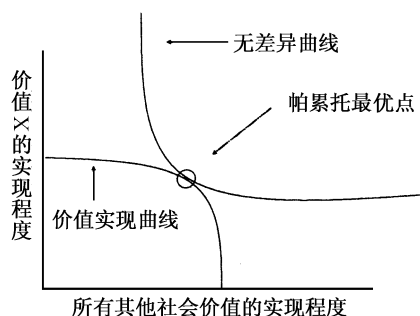 无差异曲线
帕累托最优点
价值X的实现程度
价值实现曲线
所有其他社会价值的实现程度